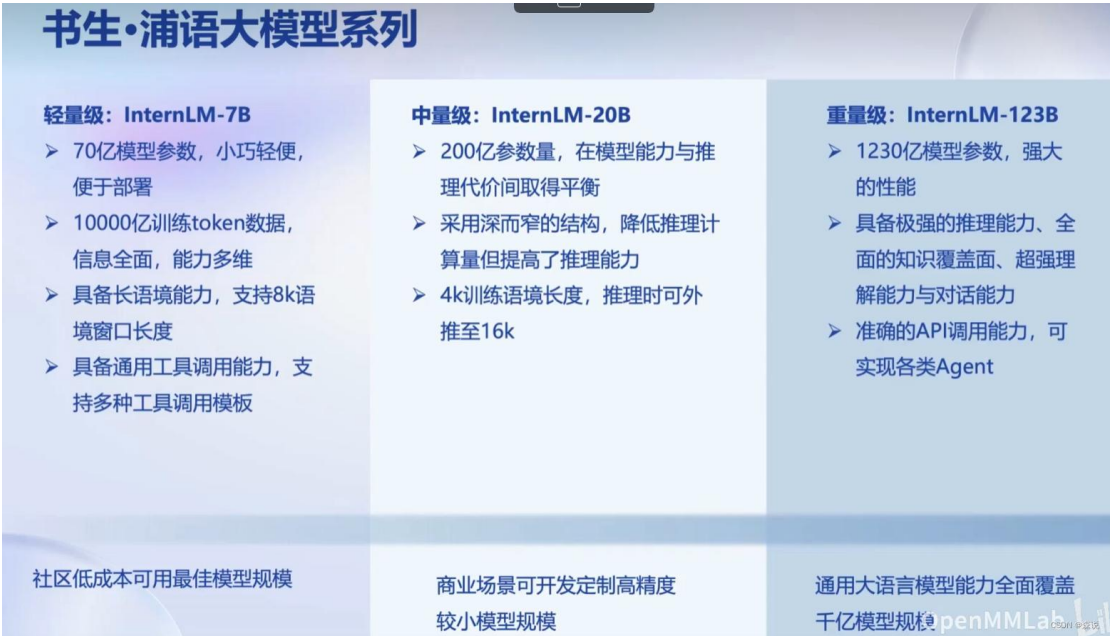 书生·浦语大模型系列
轻量级：InternLM-7B
➢ 70亿模型参数，小巧轻便，
便于部署
➢ 10000亿训练token数据，
信息全面，能力多维
➢ 具备长语境能力，支持8k语
境窗口长度
➢ 具备通用工具调用能力，支
持多种工具调用模板
社区低成本可用最佳模型规模
中量级：InternLM-20B
➢ 200亿参数量，在模型能力与推
理代价间取得平衡
➢ 采用深而窄的结构，降低推理计
算量但提高了推理能力
➢ 4k训练语境长度，推理时可外
推至16k
商业场景可开发定制高精度
较小模型规模
重量级：InternLM-123B
➢ 1230亿模型参数，强大
的性能
➢ 具备极强的推理能力、全
面的知识覆盖面、超强理
解能力与对话能力
➢ 准确的API调用能力，可
实现各类Agent
通用大语言模型能力全面覆盖
千亿模型规模
OpenMMLab